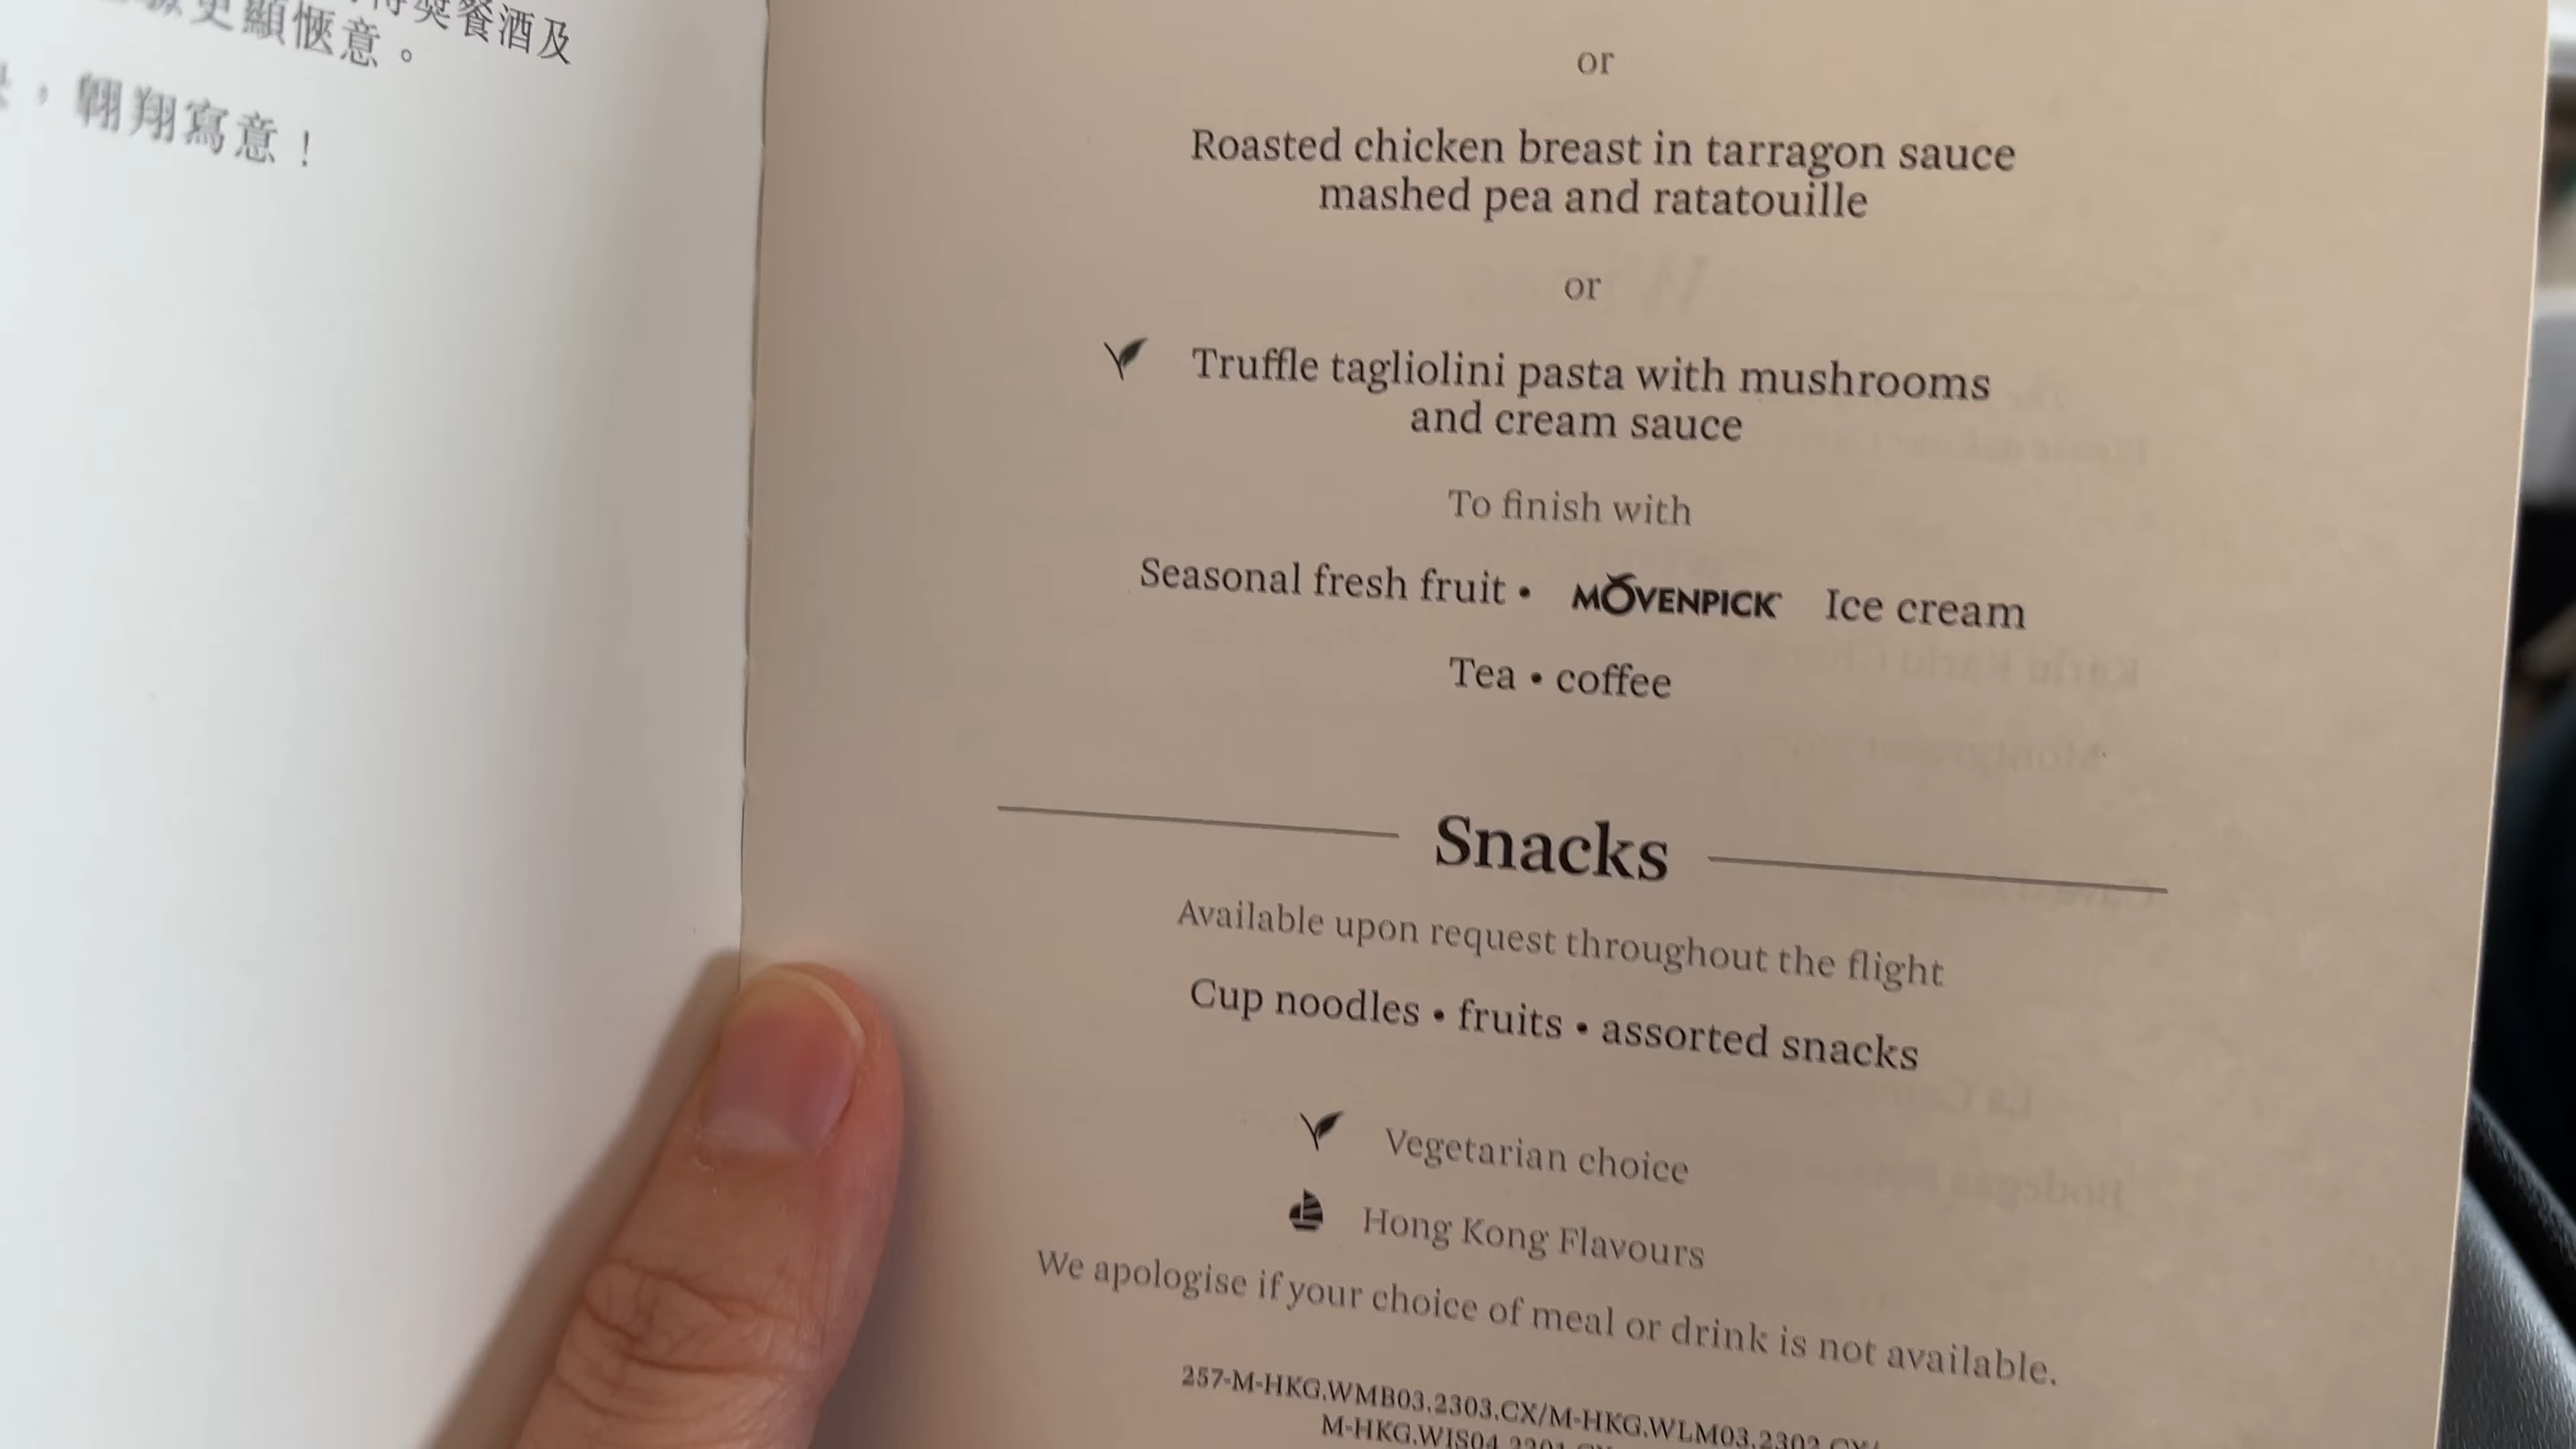 獎餐酒及
更顯愜意。
,翱翔寫意!
or
Roasted chicken breast in tarragon sauce
mashed pea and ratatouille
or
Truffle tagliolini pasta with mushrooms
and cream sauce
To finish with
Seasonal fresh fruit • MÖVENPICK Ice cream
Tea • coffee
Snacks
Available upon request throughout the flight
Cup noodles • fruits • assorted snacks
Vegetarian choice
Hong Kong Flavours
We apologise if your choice of meal or drink is not available.
257-M-HKG.WMB03.2303.CX/M-HKG.WLM03.2302.CX/